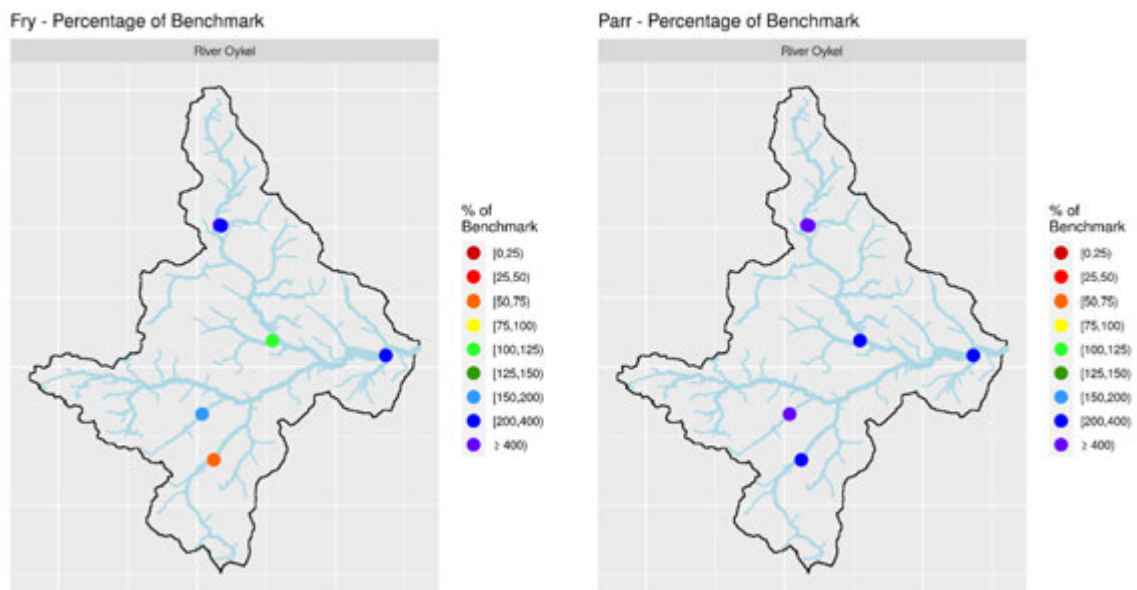 Fry - Percentage of Benchmark
River Oykel
% of
Benchmark
[0,25)
[25,50)
[50,75)
[75,100)
[100,125)
[125,150)
[150,200)
[200,400)
≥ 400)
Parr - Percentage of Benchmark
River Oykel
% of
Benchmark
[0,25)
[25,50)
[50,75)
[75,100)
[100,125)
[125,150)
[150,200)
[200,400)
≥ 400)